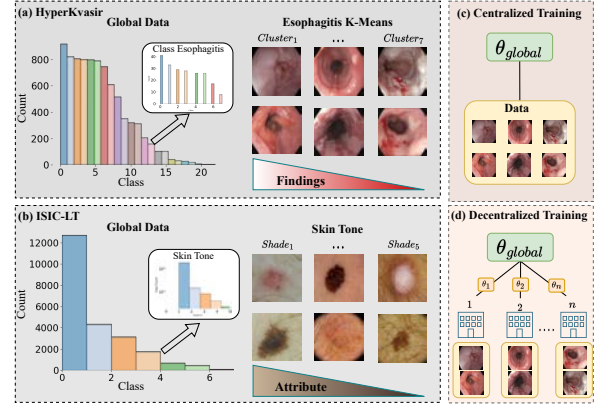 (a) HyperKvasir
Global Data
Count
800
600
400
200
0
0 5 10 15 20
Class
Class Esophagitis
Esophagitis K-Means
Cluster1 ... Cluster7
Findings
(b) ISIC-LT
Global Data
Count
12000
10000
8000
6000
4000
2000
0
0 2 4 6
Class
Skin Tone
Skin Tone
Shade1 ... Shade5
Attribute
(c) Centralized Training
θglobal
Data
(d) Decentralized Training
θglobal
θ1 θ2 θn
1 2 n
....